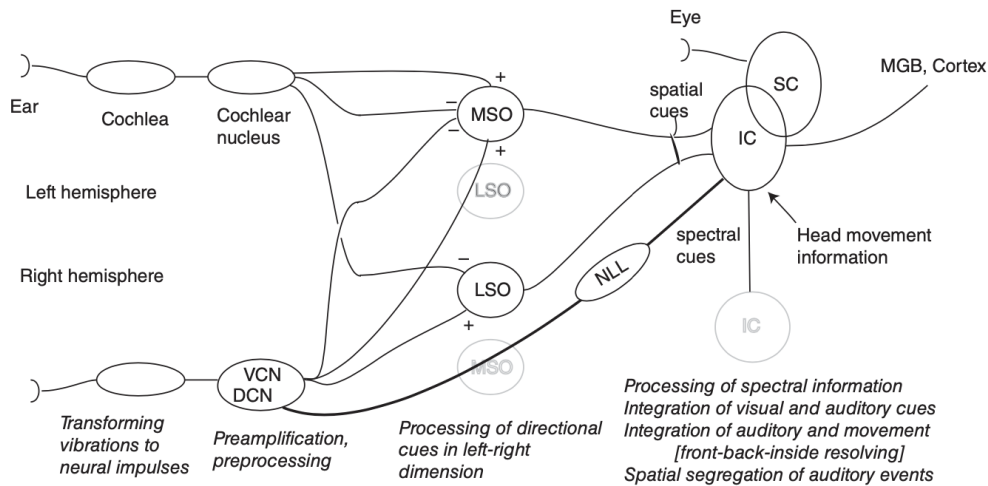 Eye
Ear
Cochlea
Cochlear
nucleus
+
−
MSO
−
+
LSO
spatial
cues
SC
IC
MGB, Cortex
Left hemisphere
Right hemisphere
−
LSO
+
MSO
NLL
spectral
cues
Head movement
information
IC
VCN
DCN
Transforming
vibrations to
neural impulses
Preamplification,
preprocessing
Processing of directional
cues in left-right
dimension
Processing of spectral information
Integration of visual and auditory cues
Integration of auditory and movement
[front-back-inside resolving]
Spatial segregation of auditory events